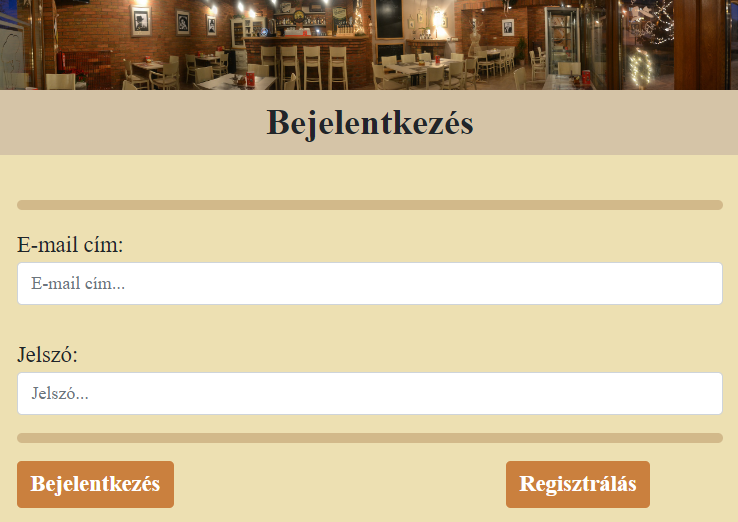 Bejelentkezés
E-mail cím:
E-mail cím...
Jelszó:
Jelszó...
Bejelentkezés
Regisztrálás